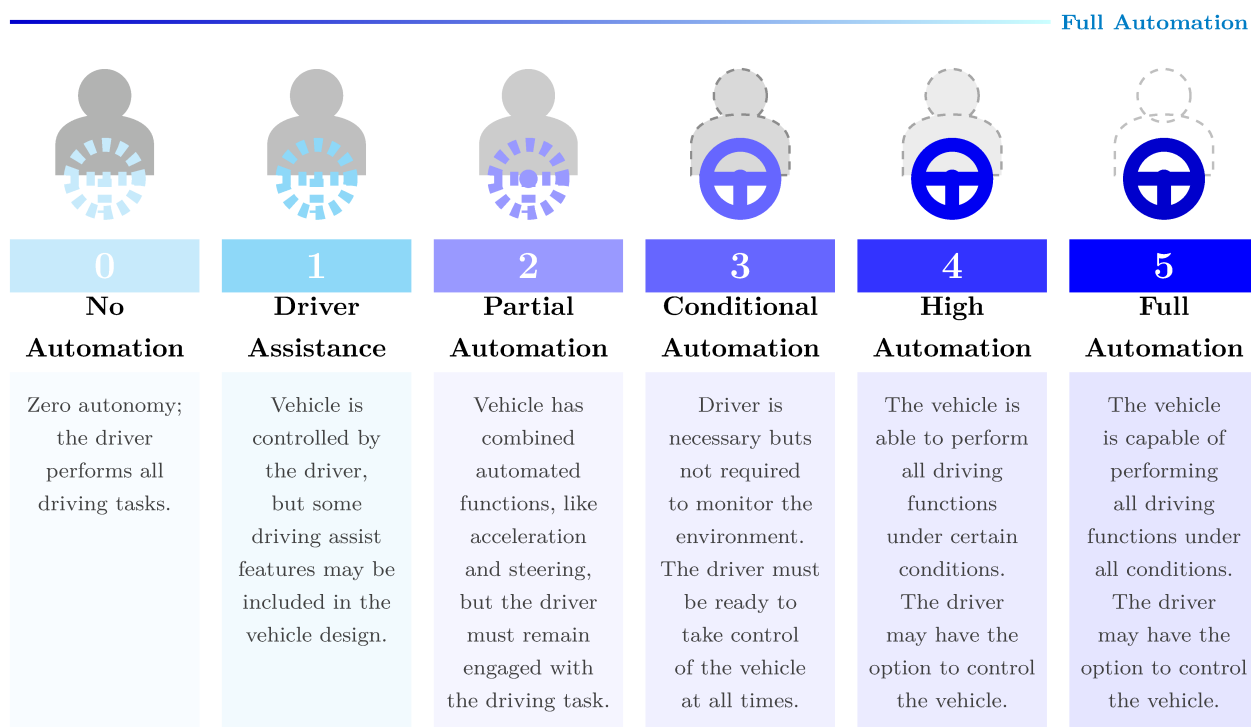 Full Automation
0
No
Automation
Zero autonomy;
the driver
performs all
driving tasks.
1
Driver
Assistance
Vehicle is
controlled by
the driver,
but some
driving assist
features may be
included in the
vehicle design.
2
Partial
Automation
Vehicle has
combined
automated
functions, like
acceleration
and steering,
but the driver
must remain
engaged with
the driving task.
3
Conditional
Automation
Driver is
necessary buts
not required
to monitor the
environment.
The driver must
be ready to
take control
of the vehicle
at all times.
4
High
Automation
The vehicle is
able to perform
all driving
functions
under certain
conditions.
The driver
may have the
option to control
the vehicle.
5
Full
Automation
The vehicle
is capable of
performing
all driving
functions under
all conditions.
The driver
may have the
option to control
the vehicle.